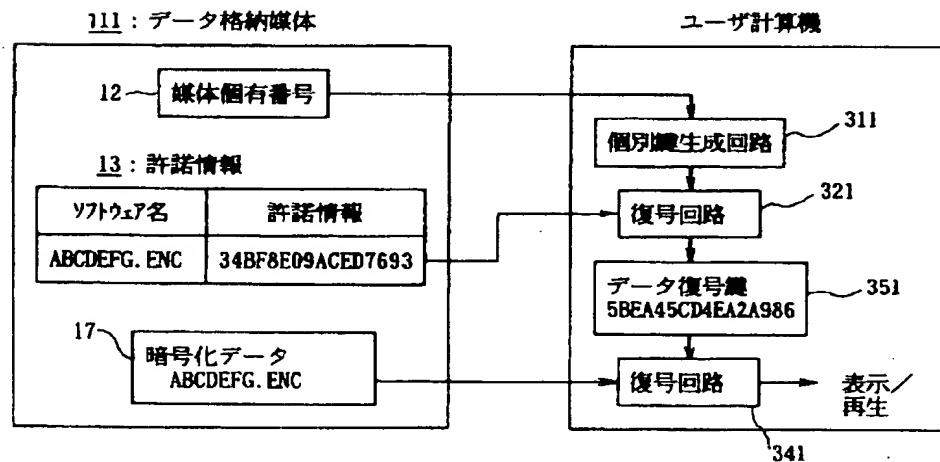 111：データ格納媒体
12
媒体個有番号
13：許諾情報
ソフトウェア名 許諾情報
ABCDEFG.ENC 34BF8E09ACED7693
17
暗号化データ
ABCDEFG.ENC
ユーザ計算機
個別鍵生成回路
311
復号回路
321
データ復号鍵
5BEA45CD4EA2A986
351
復号回路
341
表示／
再生